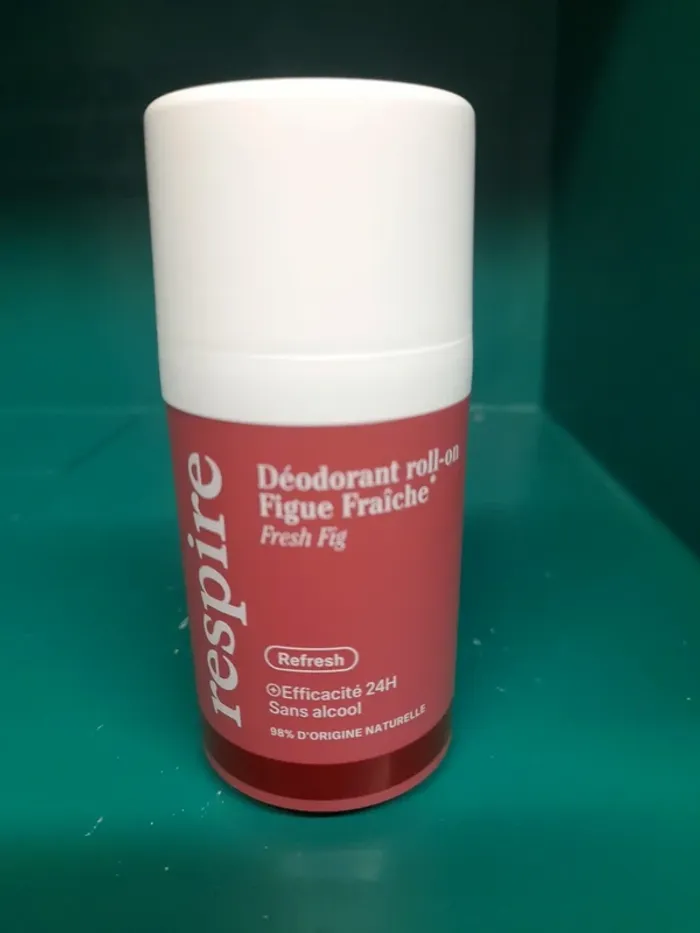 respire
Déodorant roll-on
Figue Fraîche*
Fresh Fig
Refresh
Efficacité 24H
Sans alcool
98% D'ORIGINE NATURELLE